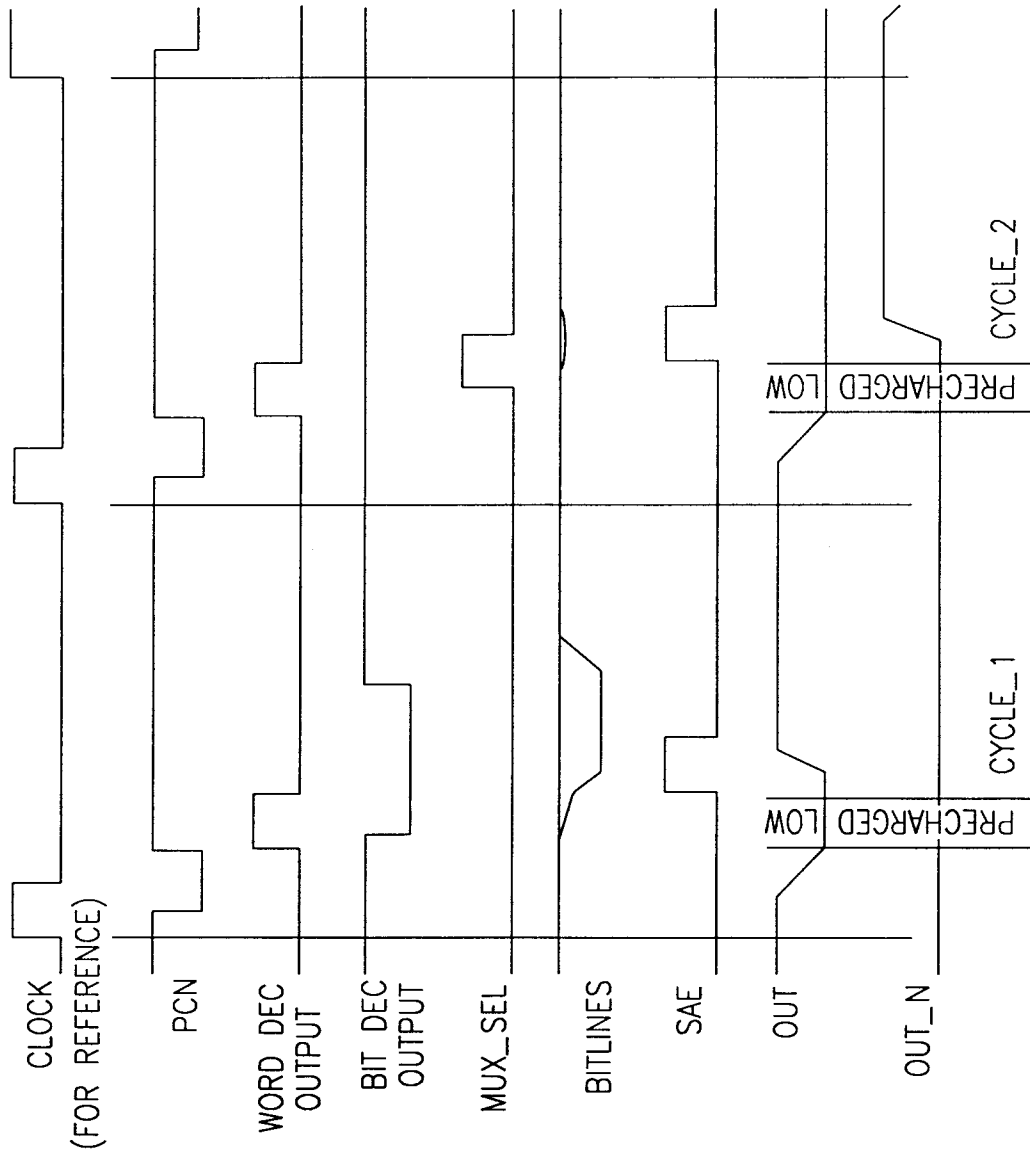 CLOCK
(FOR REFERENCE)
PCN
WORD DEC
OUTPUT
BIT DEC
OUTPUT
MUX_SEL
BITLINES
SAE
OUT
OUT_N
PRECHARGED LOW
PRECHARGED LOW
CYCLE_1
CYCLE_2